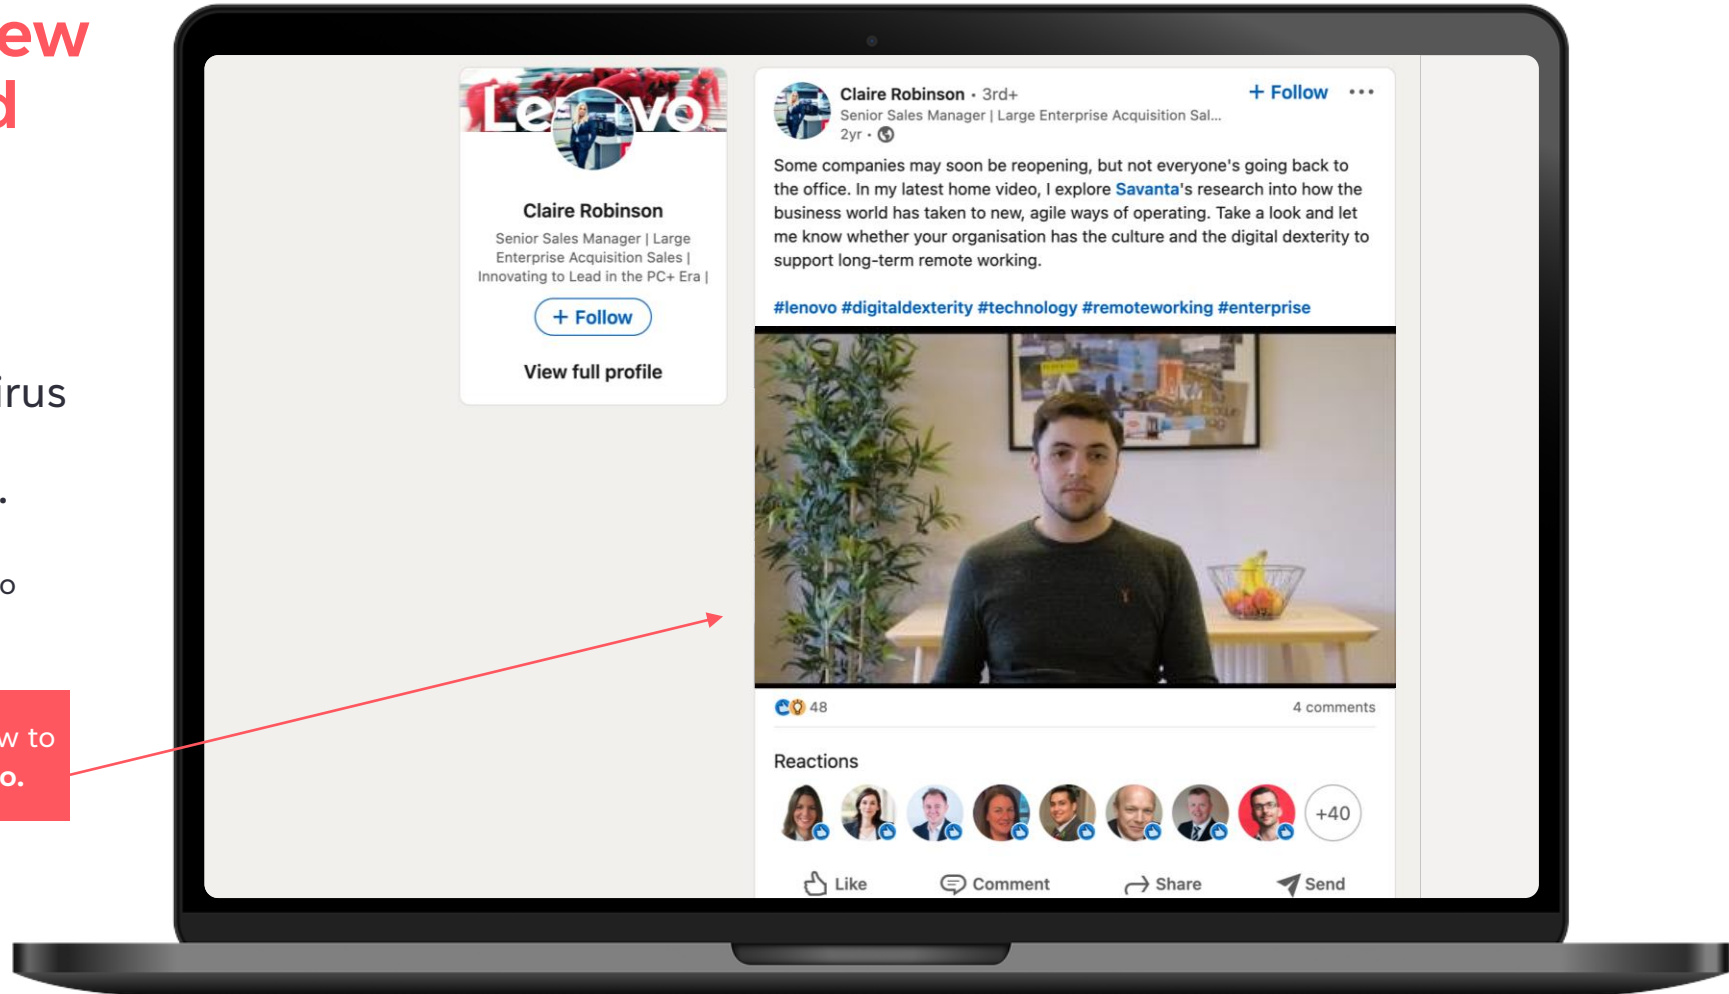 ew
d
irus
.
o
w to
o.
Lenovo
Claire Robinson
Senior Sales Manager | Large
Enterprise Acquisition Sales |
Innovating to Lead in the PC+ Era |
+ Follow
View full profile
Claire Robinson • 3rd+
+ Follow
Senior Sales Manager | Large Enterprise Acquisition Sal...
2yr •
Some companies may soon be reopening, but not everyone's going back to
the office. In my latest home video, I explore Savanta's research into how the
business world has taken to new, agile ways of operating. Take a look and let
me know whether your organisation has the culture and the digital dexterity to
support long-term remote working.
#lenovo #digitaldexterity #technology #remoteworking #enterprise
48
4 comments
Reactions
+40
Like
Comment
Share
Send